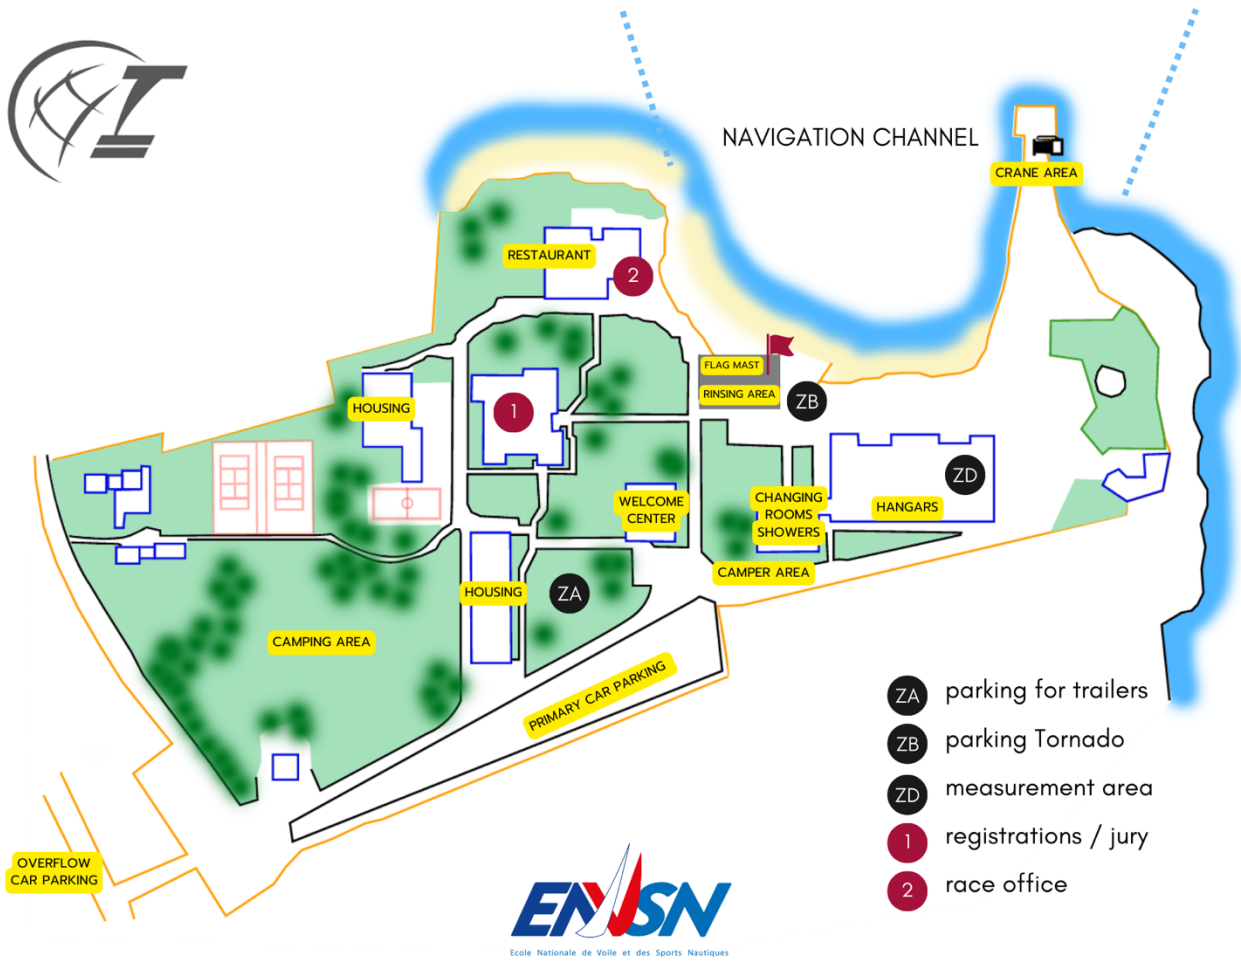 NAVIGATION CHANNEL
CRANE AREA
RESTAURANT
2
FLAG MAST
RINSING AREA
ZB
HOUSING
1
ZD
WELCOME
CENTER
CHANGING
ROOMS
SHOWERS
HANGARS
CAMPER AREA
HOUSING
ZA
CAMPING AREA
PRIMARY CAR PARKING
ZA parking for trailers
ZB parking Tornado
ZD measurement area
1 registrations / jury
2 race office
OVERFLOW
CAR PARKING
ENVSN
Ecole Nationale de Voile et des Sports Nautiques